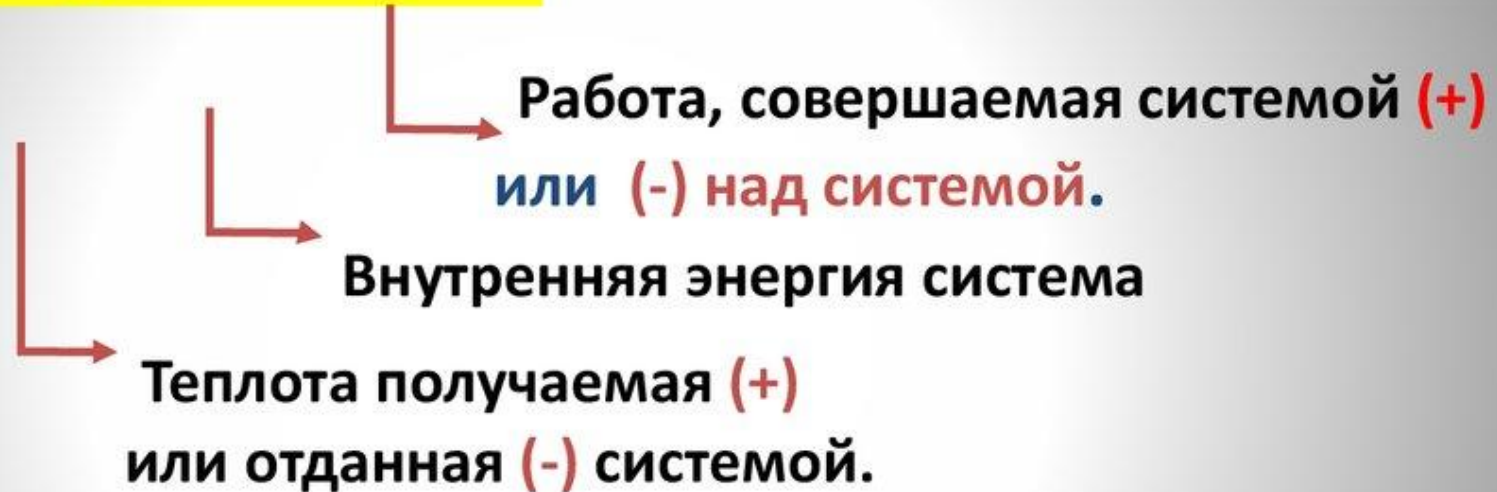 Работа, совершаемая системой (+)
или (-) над системой.
Внутренняя энергия система
Теплота получаемая (+)
или отданная (-) системой.